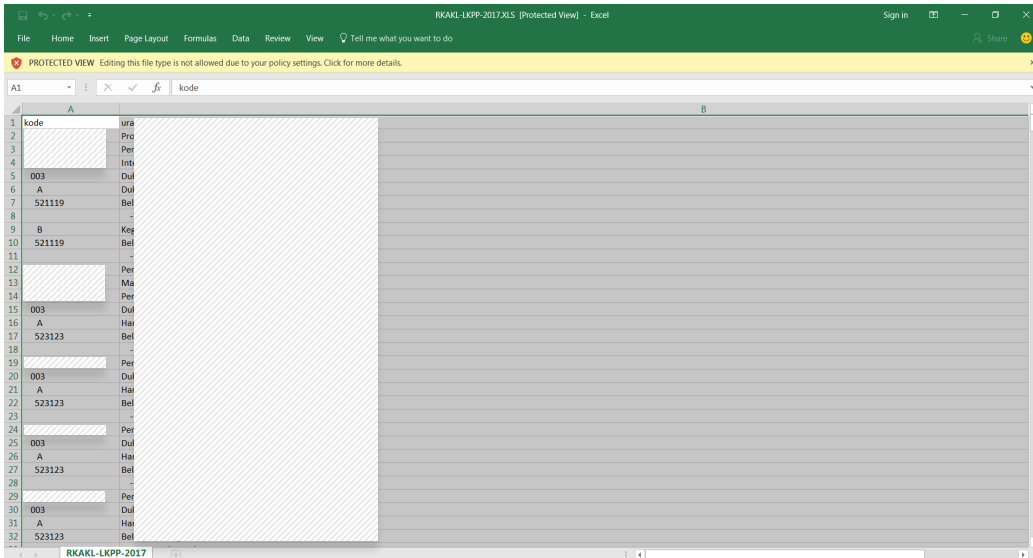 RKAKL-LKPP-2017.XLS [Protected View] - Excel
Sign in
File Home Insert Page Layout Formulas Data Review View Tell me what you want to do Share
PROTECTED VIEW Editing this file type is not allowed due to your policy settings. Click for more details.
A1 fx kode
A B
1 kode ura
2 Pro
3 Per
4 Inte
5 003 Duk
6 A Duk
7 521119 Bel
8 -
9 B Keg
10 521119 Bel
11 -
12 Per
13 Ma
14 Per
15 003 Duk
16 A Har
17 523123 Bel
18 -
19 Per
20 003 Duk
21 A Har
22 523123 Bel
23 -
24 Per
25 003 Duk
26 A Har
27 523123 Bel
28 -
29 Per
30 003 Duk
31 A Har
32 523123 Bel
RKAKL-LKPP-2017